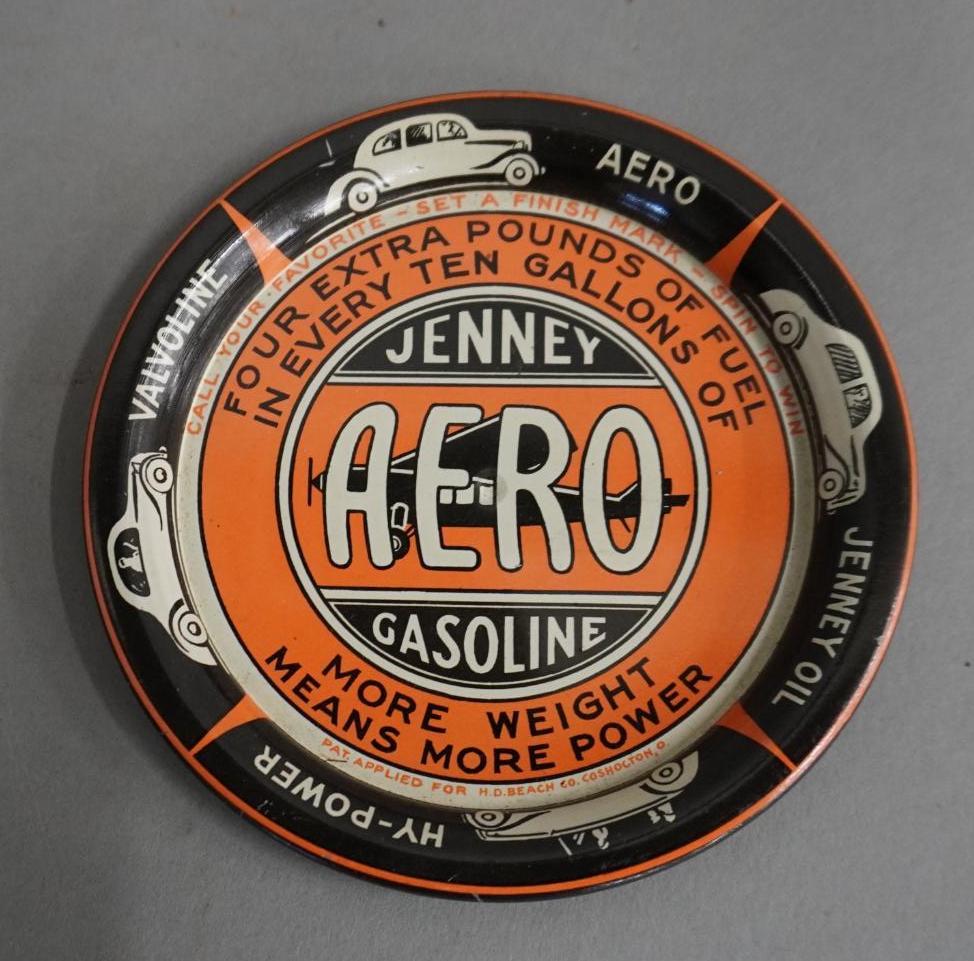 AERO
JENNEY OIL
HY-POWER
VALVOLINE
CALL YOUR FAVORITE - SET A FINISH MARK - SPIN TO WIN
FOUR EXTRA POUNDS OF FUEL
IN EVERY TEN GALLONS OF
JENNEY
AERO
GASOLINE
MORE WEIGHT
MEANS MORE POWER
PAT. APPLIED FOR H.D. BEACH CO. COSHOCTON, O